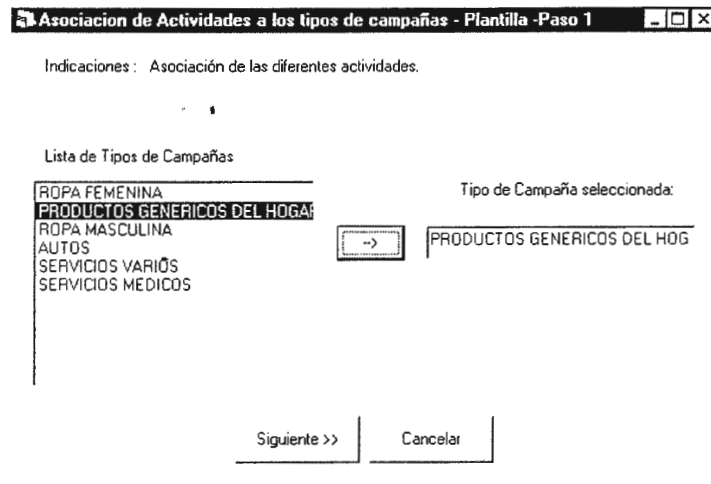 Asociacion de Actividades a los tipos de campañas - Plantilla -Paso 1
Indicaciones : Asociación de las diferentes actividades.
Lista de Tipos de Campañas
ROPA FEMENINA
PRODUCTOS GENERICOS DEL HOGAR
ROPA MASCULINA
AUTOS
SERVICIOS VARIOS
SERVICIOS MEDICOS
-->
Tipo de Campaña seleccionada:
PRODUCTOS GENERICOS DEL HOG
Siguiente >>
Cancelar